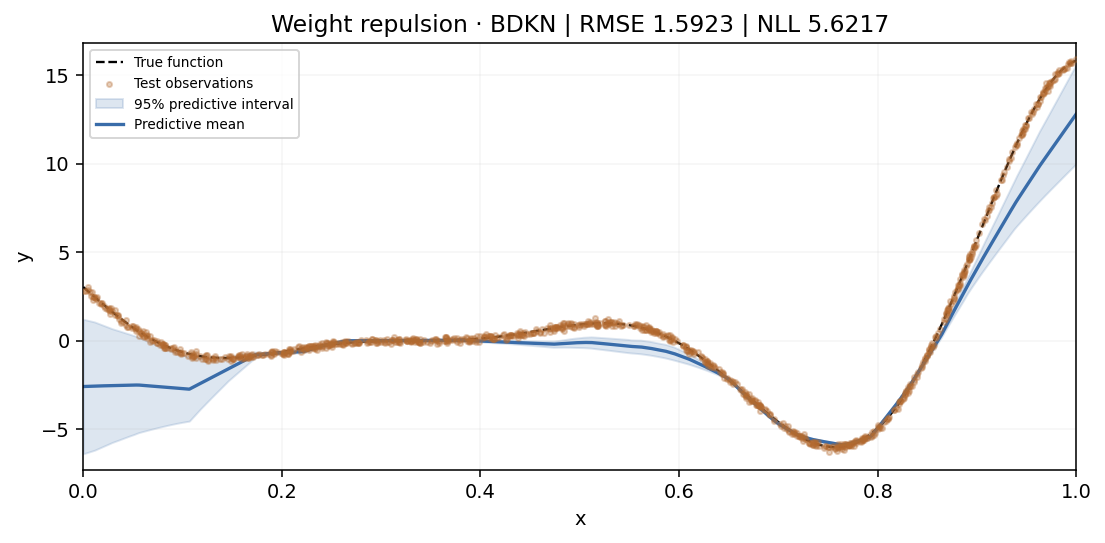 Weight repulsion · BDKN | RMSE 1.5923 | NLL 5.6217
True function
Test observations
95% predictive interval
Predictive mean
15
10
5
0
−5
y
0.0 0.2 0.4 0.6 0.8 1.0
x